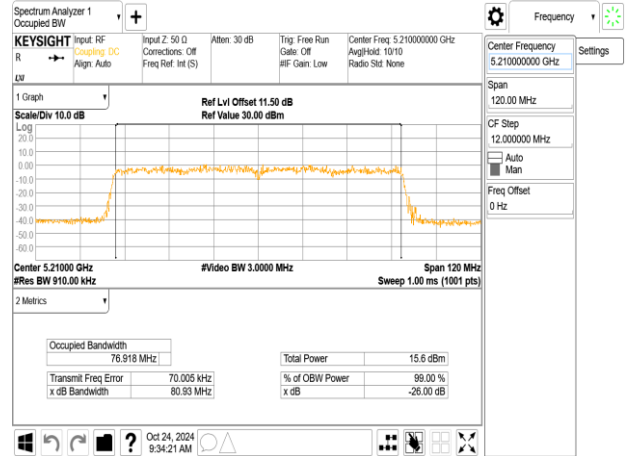 Spectrum Analyzer 1
Occupied BW
Frequency
KEYSIGHT
R
Input: RF
Coupling: DC
Align: Auto
Input Z: 50 Ω
Corrections: Off
Freq Ref: Int (S)
Atten: 30 dB
Trig: Free Run
Gate: Off
#IF Gain: Low
Center Freq: 5.210000000 GHz
Avg|Hold: 10/10
Radio Std: None
Center Frequency
5.210000000 GHz
Settings
Span
120.00 MHz
CF Step
12.000000 MHz
Auto
Man
Freq Offset
0 Hz
1 Graph
Scale/Div 10.0 dB
Ref Lvl Offset 11.50 dB
Ref Value 30.00 dBm
Log
20.0
10.0
0.00
-10.0
-20.0
-30.0
-40.0
-50.0
-60.0
Center 5.21000 GHz
#Res BW 910.00 kHz
#Video BW 3.0000 MHz
Span 120 MHz
Sweep 1.00 ms (1001 pts)
2 Metrics
Occupied Bandwidth
76.918 MHz
Transmit Freq Error 70.005 kHz
x dB Bandwidth 80.93 MHz
Total Power 15.6 dBm
% of OBW Power 99.00 %
x dB -26.00 dB
?
Oct 24, 2024
9:34:21 AM